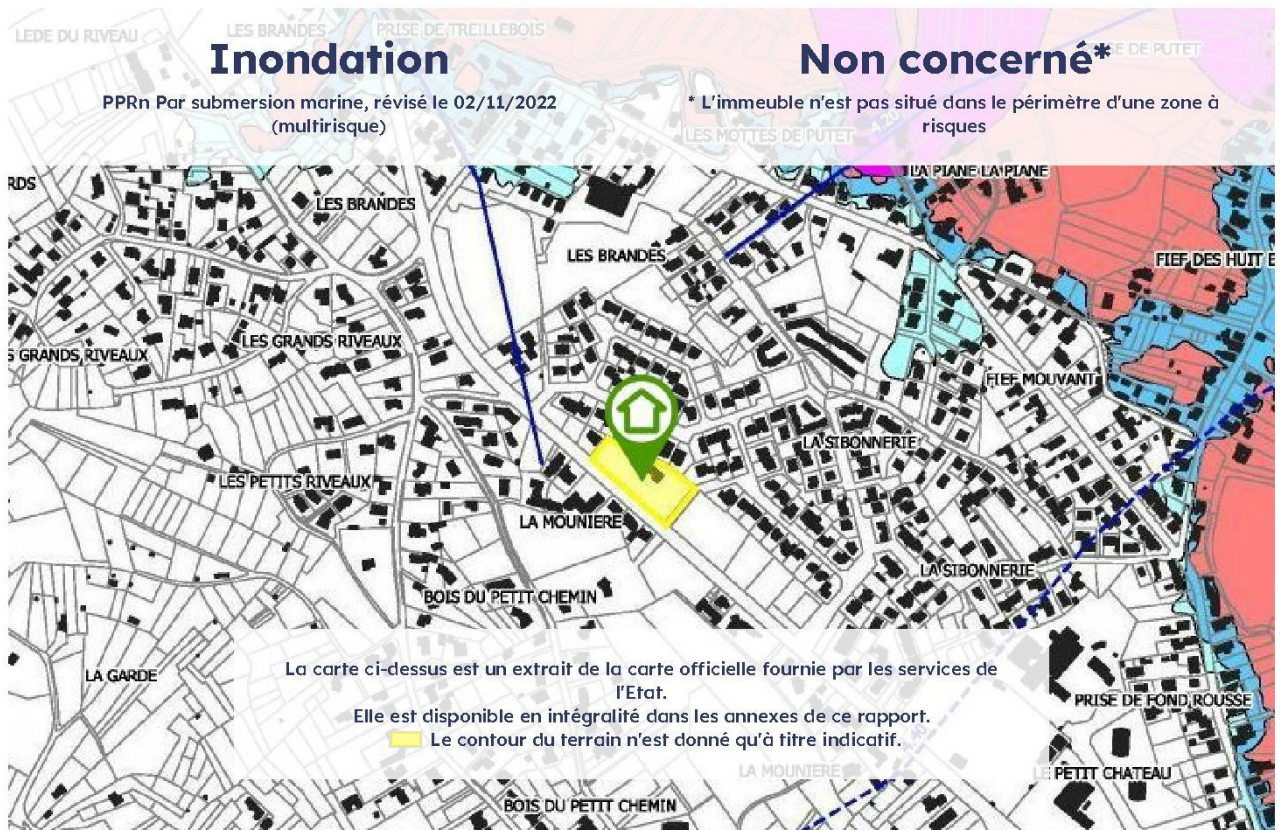 LEDE DU RIVEAU
LES BRANDES
PRISE DE TREILLEBOIS
DE PUTET
Inondation
Non concerné*
PPRn Par submersion marine, révisé le 02/11/2022
(multirisque)
* L'immeuble n'est pas situé dans le périmètre d'une zone à
risques
4.20
LES MOTTES DE PUTET
LA PIANE LA PIANE
RDS
LES BRANDES
LES BRANDES
FIEF DES HUIT E
LES GRANDS RIVEAUX
S GRANDS RIVEAUX
FIEF MOUVANT
LA SIBONNERIE
LES PETITS RIVEAUX
LA MOUNIERE
LA SIBONNERIE
BOIS DU PETIT CHEMIN
LA GARDE
La carte ci-dessus est un extrait de la carte officielle fournie par les services de
l'Etat.
Elle est disponible en intégralité dans les annexes de ce rapport.
Le contour du terrain n'est donné qu'à titre indicatif.
PRISE DE FOND ROUSSE
LA MOUNIERE
LE PETIT CHATEAU
BOIS DU PETIT CHEMIN